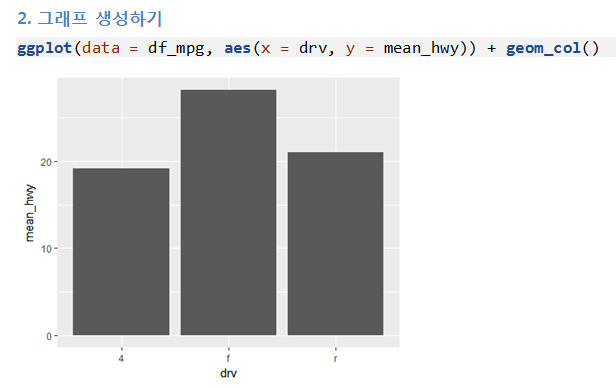 2. 그래프 생성하기
ggplot(data = df_mpg, aes(x = drv, y = mean_hwy)) + geom_col()
20
10
0
mean_hwy
4 f r
drv